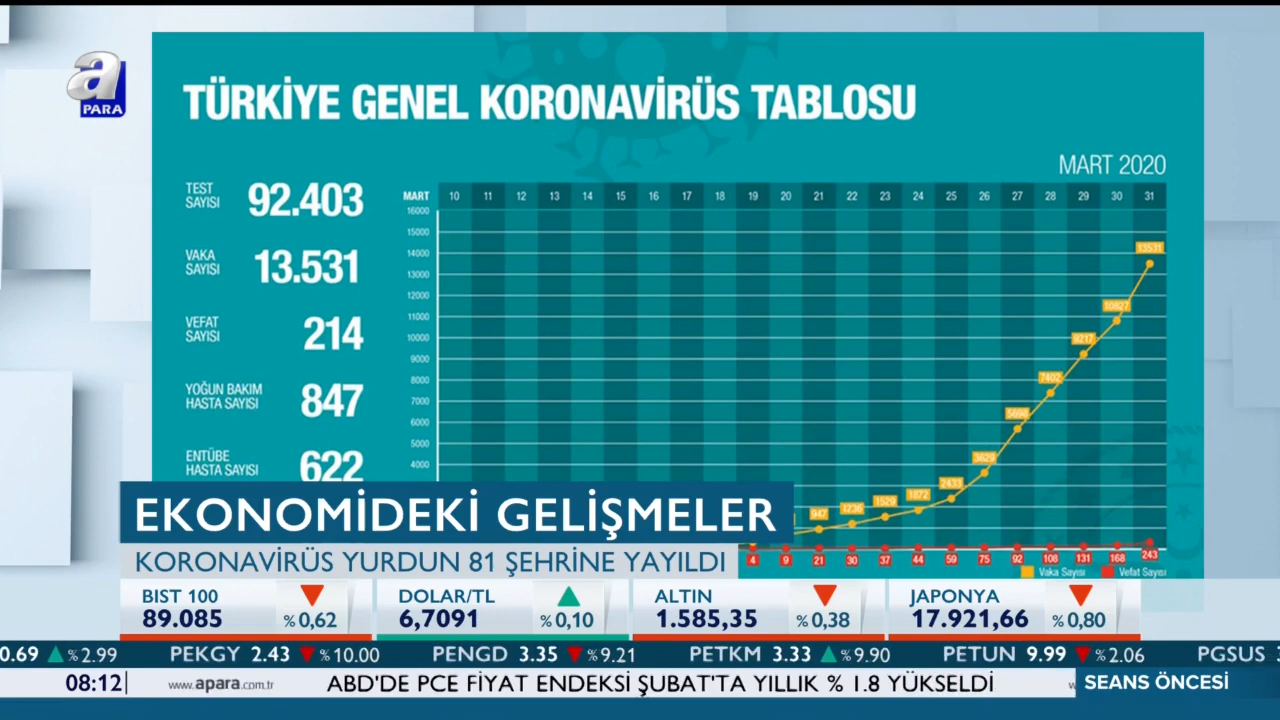 a
PARA
TÜRKİYE GENEL KORONAVİRÜS TABLOSU
MART 2020
TEST
SAYISI
92.403
VAKA
SAYISI
13.531
VEFAT
SAYISI
214
YOĞUN BAKIM
HASTA SAYISI
847
ENTÜBE
HASTA SAYISI
622
MART 10 11 12 13 14 15 16 17 18 19 20 21 22 23 24 25 26 27 28 29 30 31
16000
15000
14000
13000
12000
11000
10000
9000
8000
7000
6000
5000
4000
947 1236 1529 1872 2433 3629 5698 7402 9217 10827 13531
4 9 21 30 37 44 59 75 92 108 131 168 243
Vaka Sayısı Vefat Sayısı
EKONOMİDEKİ GELİŞMELER
KORONAVİRÜS YURDUN 81 ŞEHRİNE YAYILDI
BIST 100
89.085 %0,62
DOLAR/TL
6,7091 %0,10
ALTIN
1.585,35 %0,38
JAPONYA
17.921,66 %0,80
0.69 %2.99 PEKGY 2.43 %10.00 PENGD 3.35 %9.21 PETKM 3.33 %9.90 PETUN 9.99 %2.06 PGSUS
08:12 www.apara.com.tr ABD'DE PCE FİYAT ENDEKSİ ŞUBAT'TA YILLIK % 1.8 YÜKSELDİ SEANS ÖNCESİ